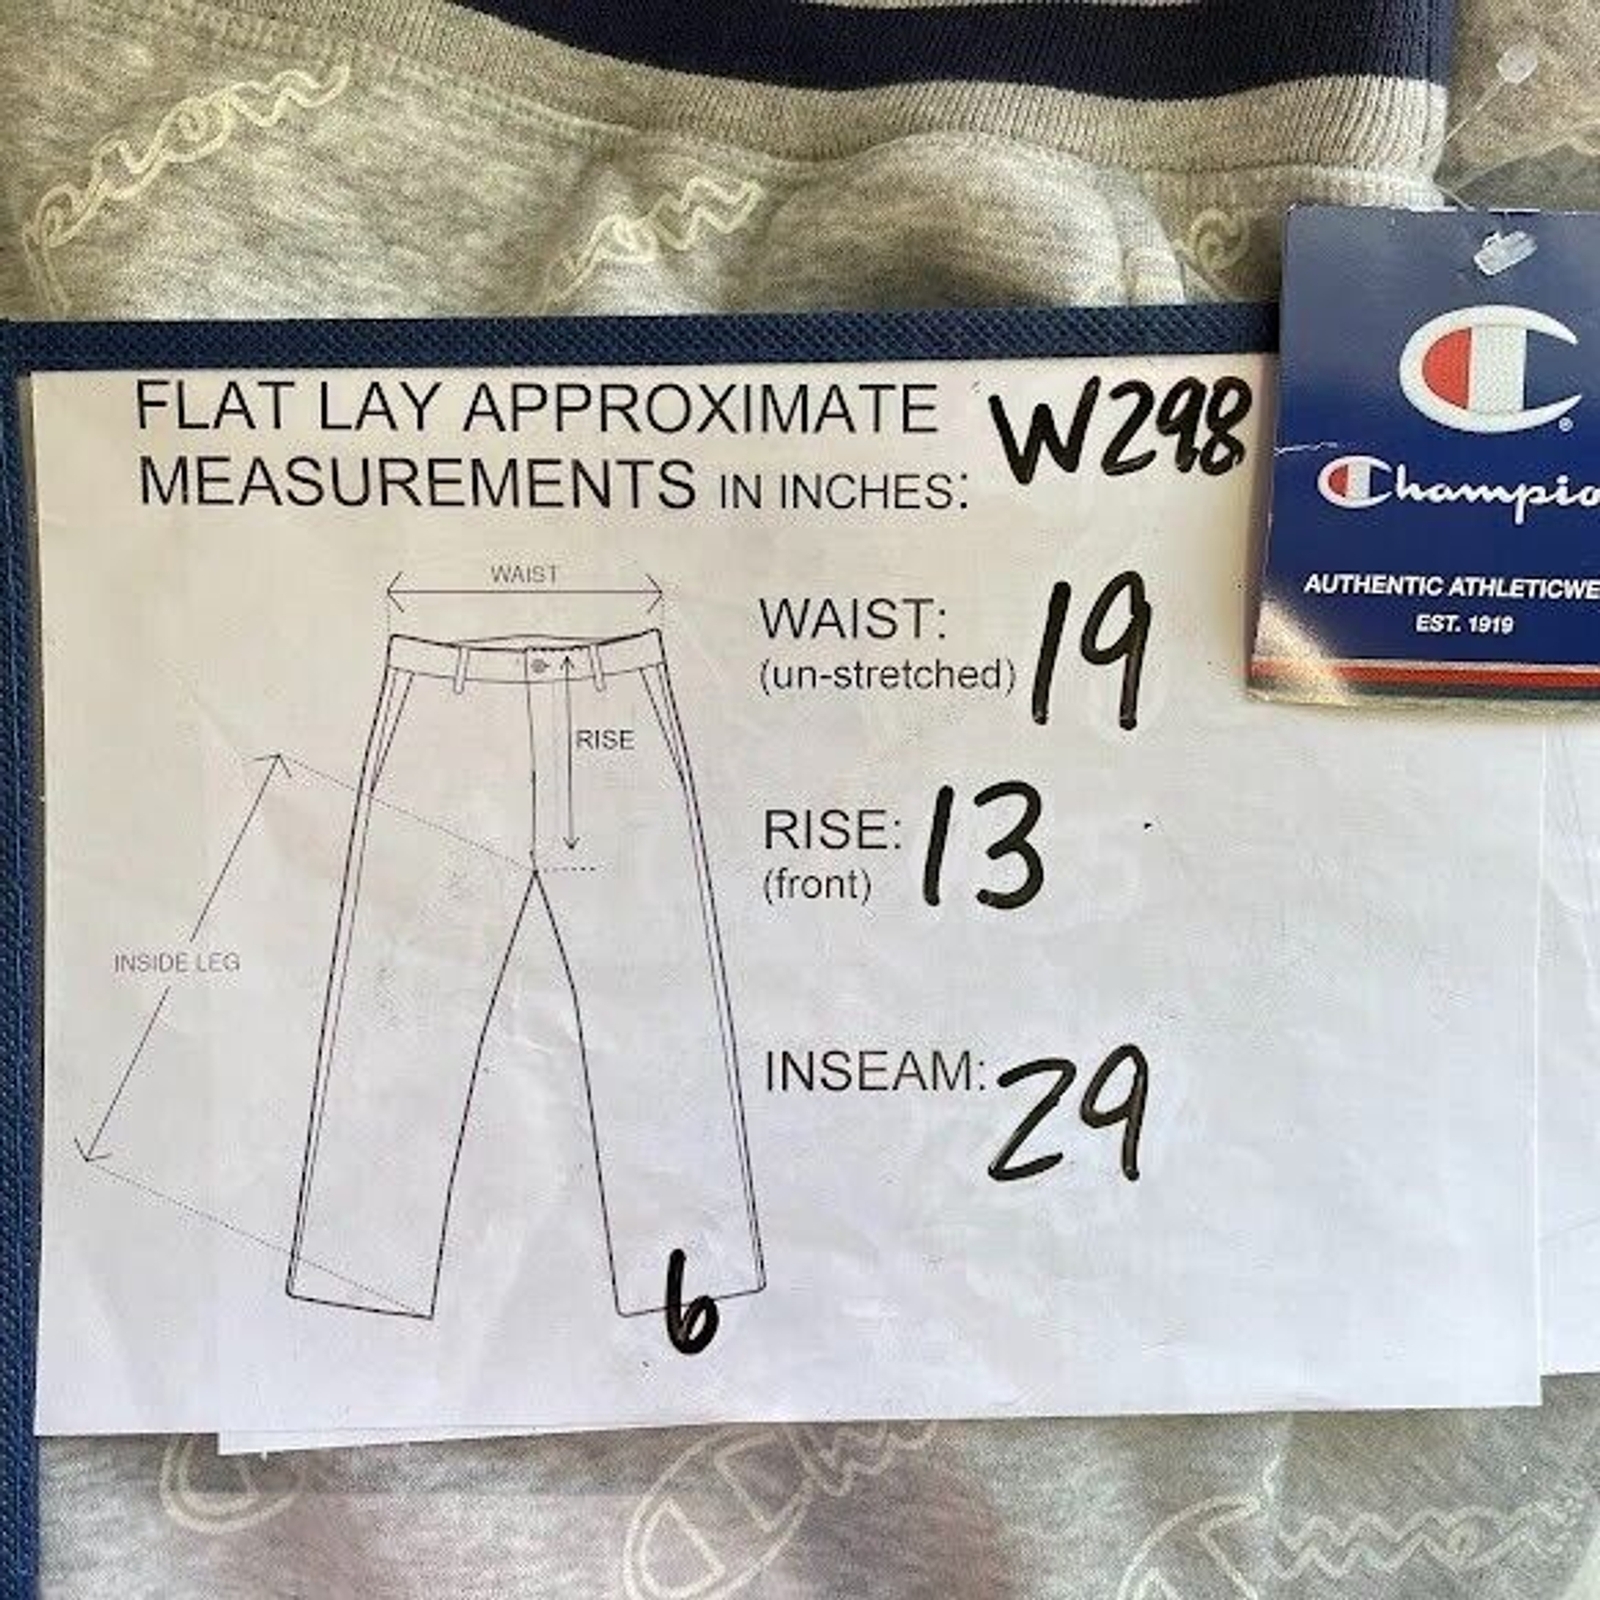 FLAT LAY APPROXIMATE W298
MEASUREMENTS IN INCHES:
WAIST
WAIST: 19
(un-stretched)
RISE
RISE: 13
(front)
INSIDE LEG
INSEAM: 29
6
C
Champio
AUTHENTIC ATHLETICWE
EST. 1919